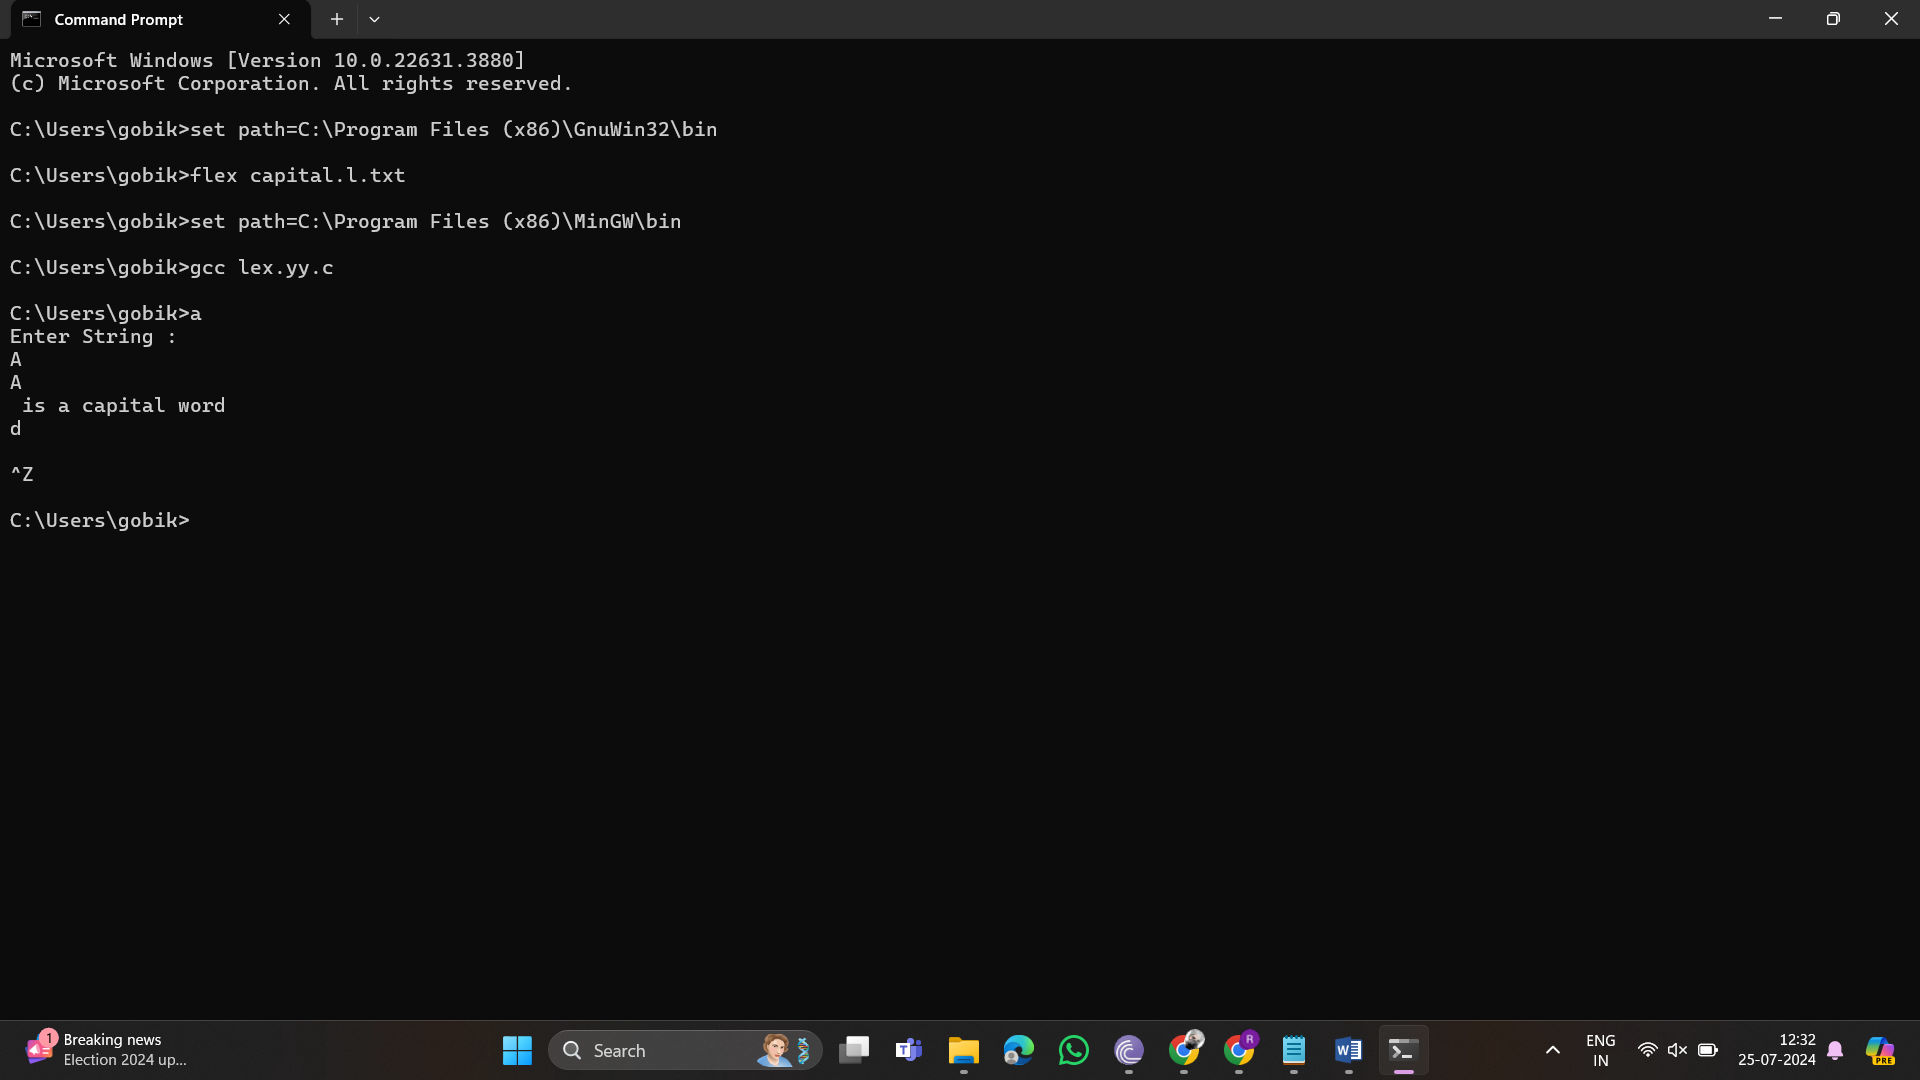 Command Prompt
Microsoft Windows [Version 10.0.22631.3880]
(c) Microsoft Corporation. All rights reserved.
C:\Users\gobik>set path=C:\Program Files (x86)\GnuWin32\bin
C:\Users\gobik>flex capital.l.txt
C:\Users\gobik>set path=C:\Program Files (x86)\MinGW\bin
C:\Users\gobik>gcc lex.yy.c
C:\Users\gobik>a
Enter String :
A
A
 is a capital word
d
^Z
C:\Users\gobik>
1
Breaking news
Election 2024 up...
Search
T
R
W
ENG
IN
12:32
25-07-2024
PRE